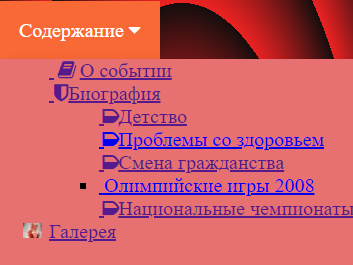 Содержание
О событии
Биография
Детство
Проблемы со здоровьем
Смена гражданства
Олимпийские игры 2008
Национальные чемпионаты
Галерея